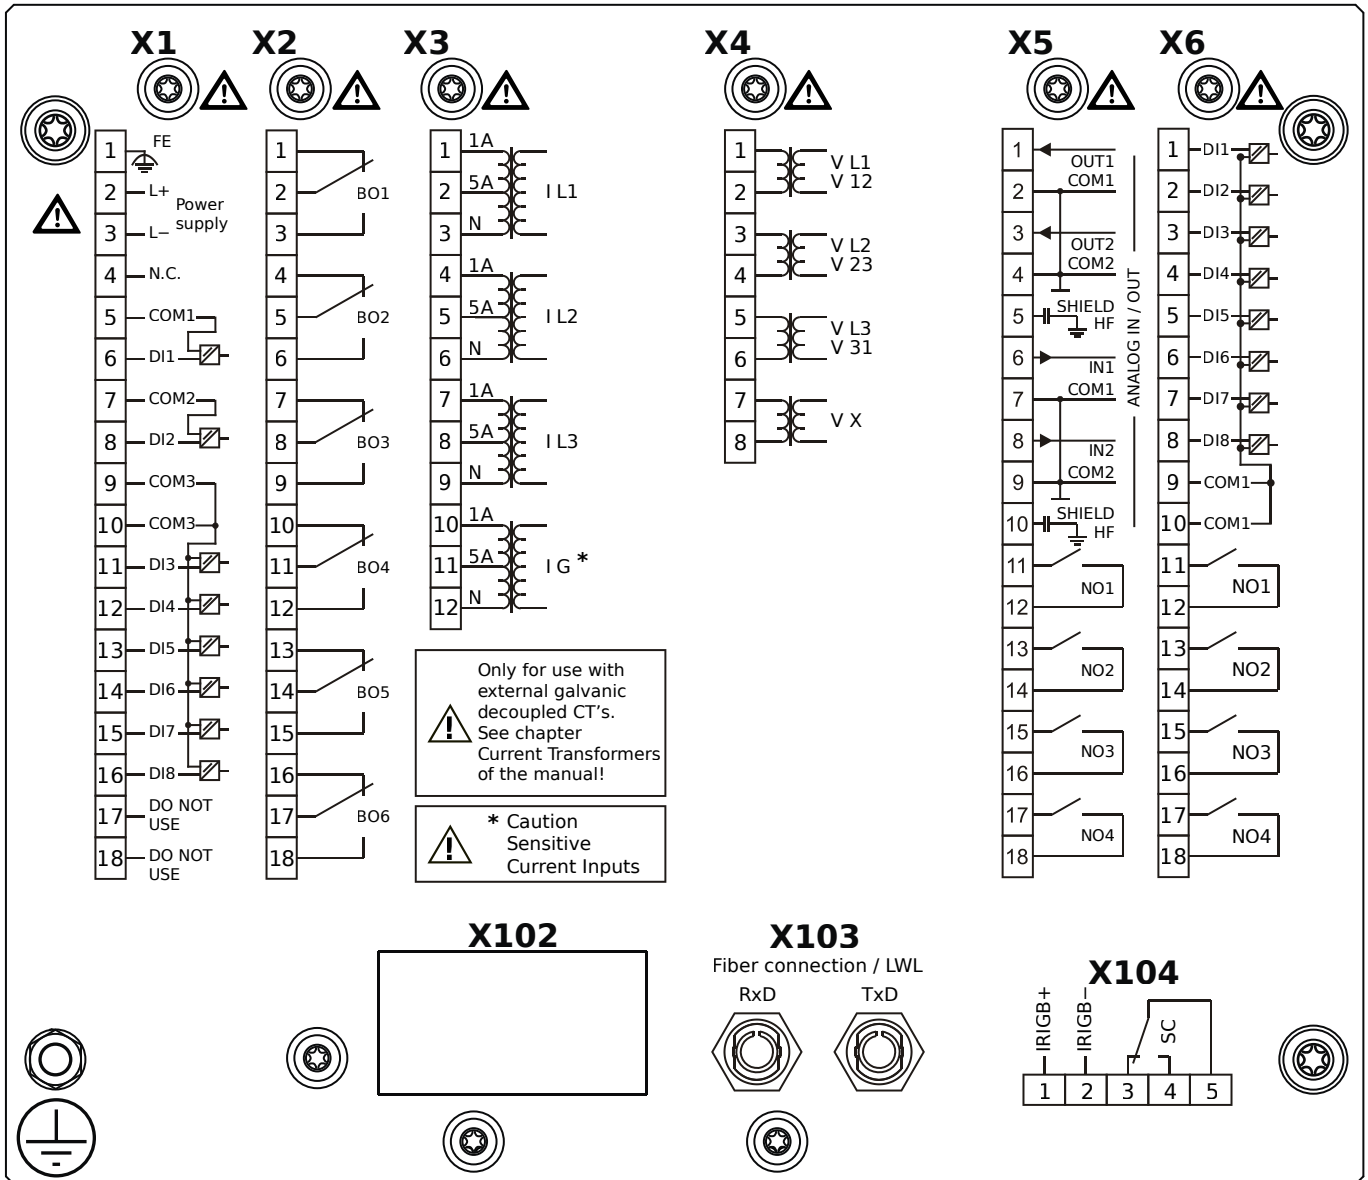 X1
X2
X3
X4
X5
X6
1 FE
2 L+
Power
supply
3 L−
4 N.C.
5 COM1
6 DI1
7 COM2
8 DI2
9 COM3
10 COM3
11 DI3
12 DI4
13 DI5
14 DI6
15 DI7
16 DI8
17 DO NOT
USE
18 DO NOT
USE
1
2 BO1
3
4
5 BO2
6
7
8 BO3
9
10
11 BO4
12
13
14 BO5
15
16
17 BO6
18
1 1A
2 5A I L1
3 N
4 1A
5 5A I L2
6 N
7 1A
8 5A I L3
9 N
10 1A
11 5A I G *
12 N
Only for use with
external galvanic
decoupled CT's.
See chapter
Current Transformers
of the manual!
* Caution
Sensitive
Current Inputs
1 V L1
2 V 12
3 V L2
4 V 23
5 V L3
6 V 31
7 V X
8
1 OUT1
2 COM1
3 OUT2
4 COM2
5 SHIELD
HF
6 IN1
7 COM1
8 IN2
9 COM2
10 SHIELD
HF
ANALOG IN / OUT
11
NO1
12
13
NO2
14
15
NO3
16
17
NO4
18
1 DI1
2 DI2
3 DI3
4 DI4
5 DI5
6 DI6
7 DI7
8 DI8
9 COM1
10 COM1
11
NO1
12
13
NO2
14
15
NO3
16
17
NO4
18
X102
X103
Fiber connection / LWL
RxD TxD
X104
IRIGB+
IRIGB−
SC
1 2 3 4 5